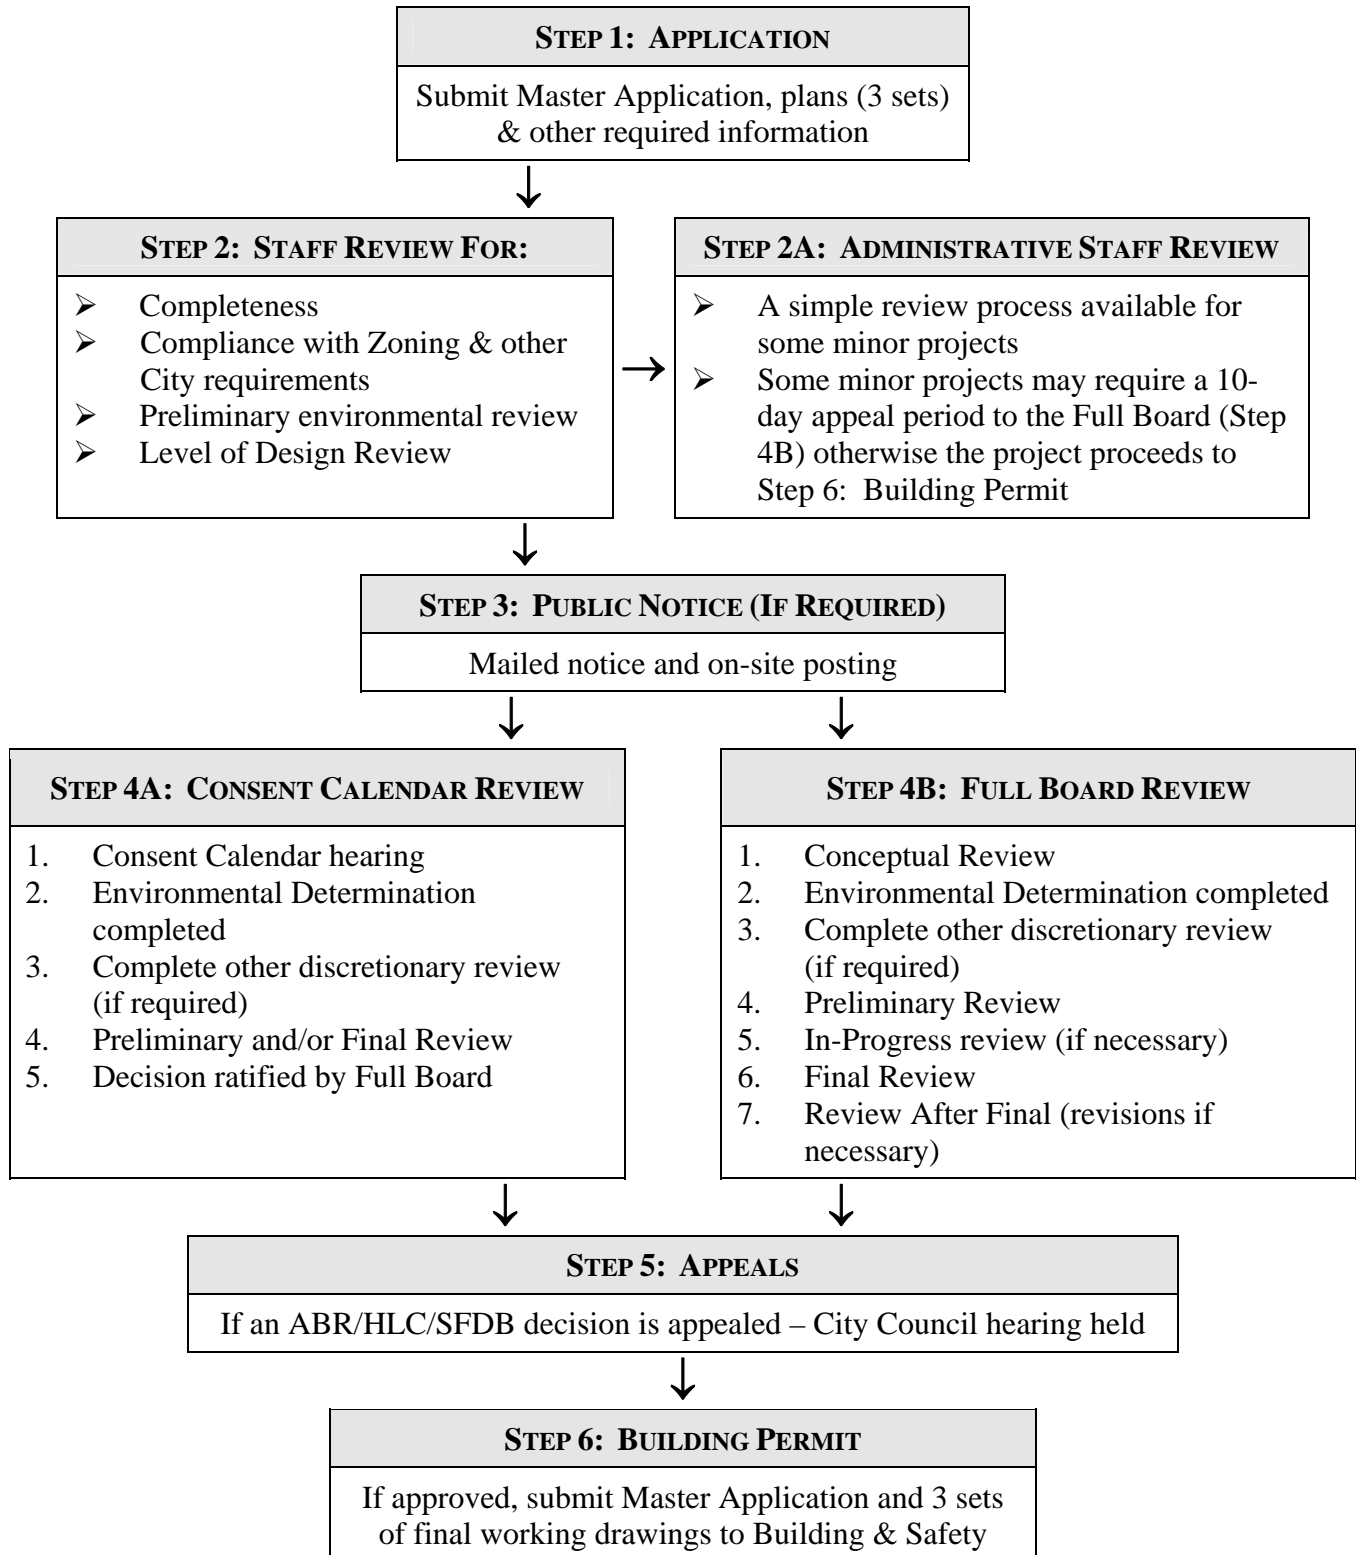 STEP 1: APPLICATION
Submit Master Application, plans (3 sets)
& other required information
STEP 2: STAFF REVIEW FOR:
➢ Completeness
➢ Compliance with Zoning & other
City requirements
➢ Preliminary environmental review
➢ Level of Design Review
STEP 2A: ADMINISTRATIVE STAFF REVIEW
➢ A simple review process available for
some minor projects
➢ Some minor projects may require a 10-
day appeal period to the Full Board (Step
4B) otherwise the project proceeds to
Step 6: Building Permit
STEP 3: PUBLIC NOTICE (IF REQUIRED)
Mailed notice and on-site posting
STEP 4A: CONSENT CALENDAR REVIEW
1. Consent Calendar hearing
2. Environmental Determination
completed
3. Complete other discretionary review
(if required)
4. Preliminary and/or Final Review
5. Decision ratified by Full Board
STEP 4B: FULL BOARD REVIEW
1. Conceptual Review
2. Environmental Determination completed
3. Complete other discretionary review
(if required)
4. Preliminary Review
5. In-Progress review (if necessary)
6. Final Review
7. Review After Final (revisions if
necessary)
STEP 5: APPEALS
If an ABR/HLC/SFDB decision is appealed – City Council hearing held
STEP 6: BUILDING PERMIT
If approved, submit Master Application and 3 sets
of final working drawings to Building & Safety